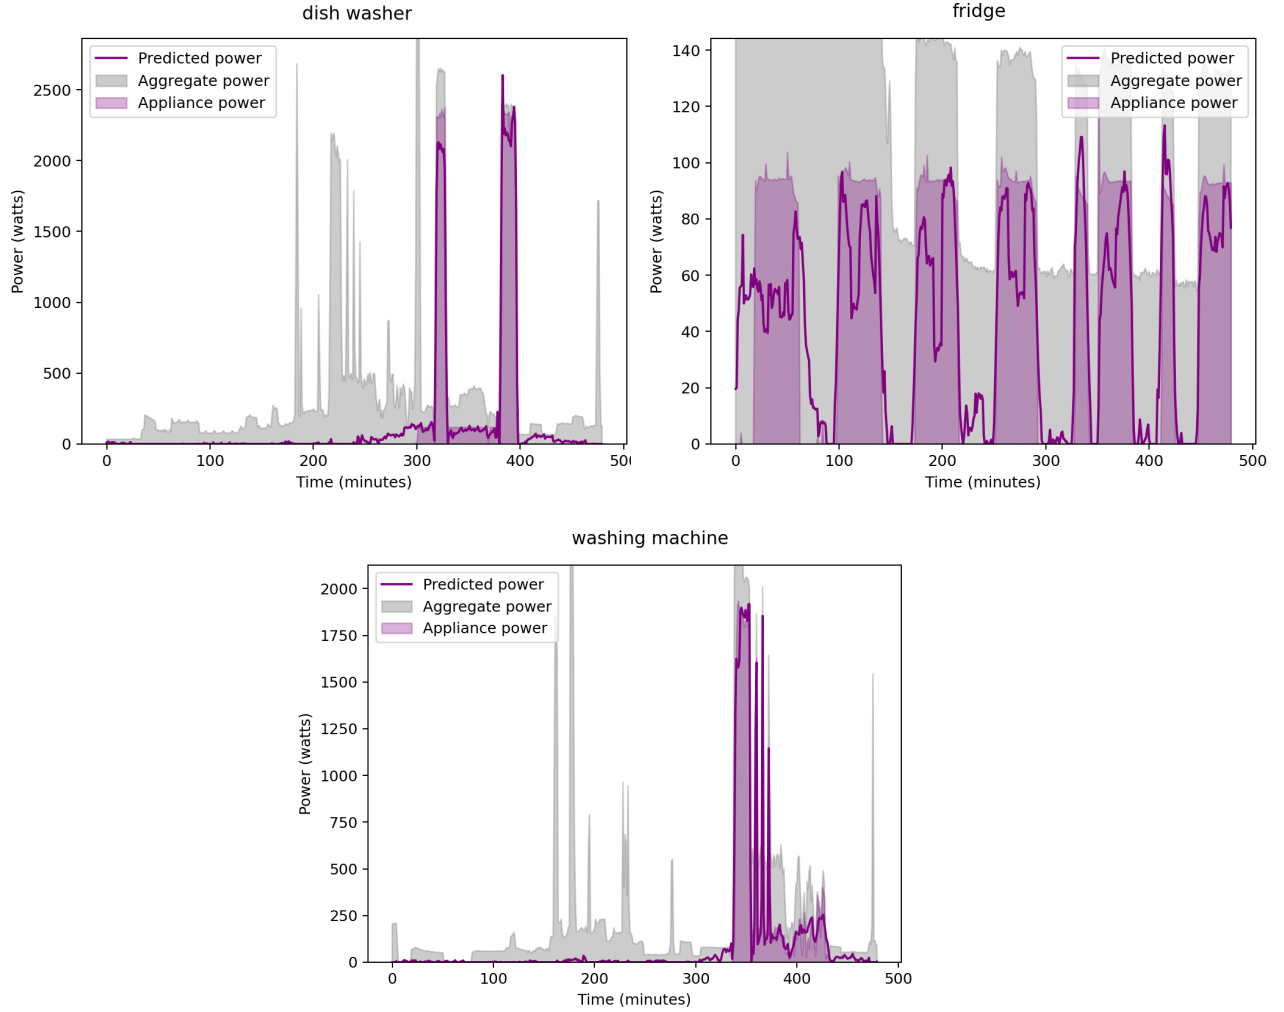 dish washer
Predicted power
Aggregate power
Appliance power
2500
2000
1500
1000
500
0
Power (watts)
0 100 200 300 400 500
Time (minutes)
fridge
Predicted power
Aggregate power
Appliance power
140
120
100
80
60
40
20
0
Power (watts)
0 100 200 300 400 500
Time (minutes)
washing machine
Predicted power
Aggregate power
Appliance power
2000
1750
1500
1250
1000
750
500
250
0
Power (watts)
0 100 200 300 400 500
Time (minutes)